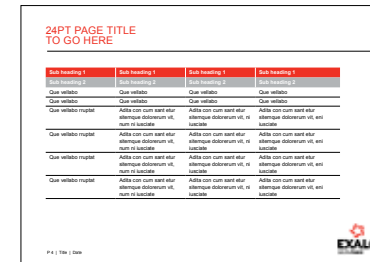 24PT PAGE TITLE
TO GO HERE
Sub heading 1 Sub heading 1 Sub heading 1 Sub heading 1
Sub heading 2 Sub heading 2 Sub heading 2 Sub heading 2
Que vellabo Que vellabo Que vellabo Que vellabo
Que vellabo Que vellabo Que vellabo Que vellabo
Que vellabo nuptat Adita con cum sant etur Adita con cum sant etur Adita con cum sant etur
sitemque dolorerum vit, sitemque dolorerum vit, ni sitemque dolorerum vit, eni
num ni iusciate iusciate iusciate
Que vellabo nuptat Adita con cum sant etur Adita con cum sant etur Adita con cum sant etur
sitemque dolorerum vit, sitemque dolorerum vit, ni sitemque dolorerum vit, eni
num ni iusciate iusciate iusciate
Que vellabo nuptat Adita con cum sant etur Adita con cum sant etur Adita con cum sant etur
sitemque dolorerum vit, sitemque dolorerum vit, ni sitemque dolorerum vit, eni
num ni iusciate iusciate iusciate
Que vellabo nuptat Adita con cum sant etur Adita con cum sant etur Adita con cum sant etur
sitemque dolorerum vit, sitemque dolorerum vit, ni sitemque dolorerum vit, eni
num ni iusciate iusciate iusciate
EXAL
P 4 | Title | Date